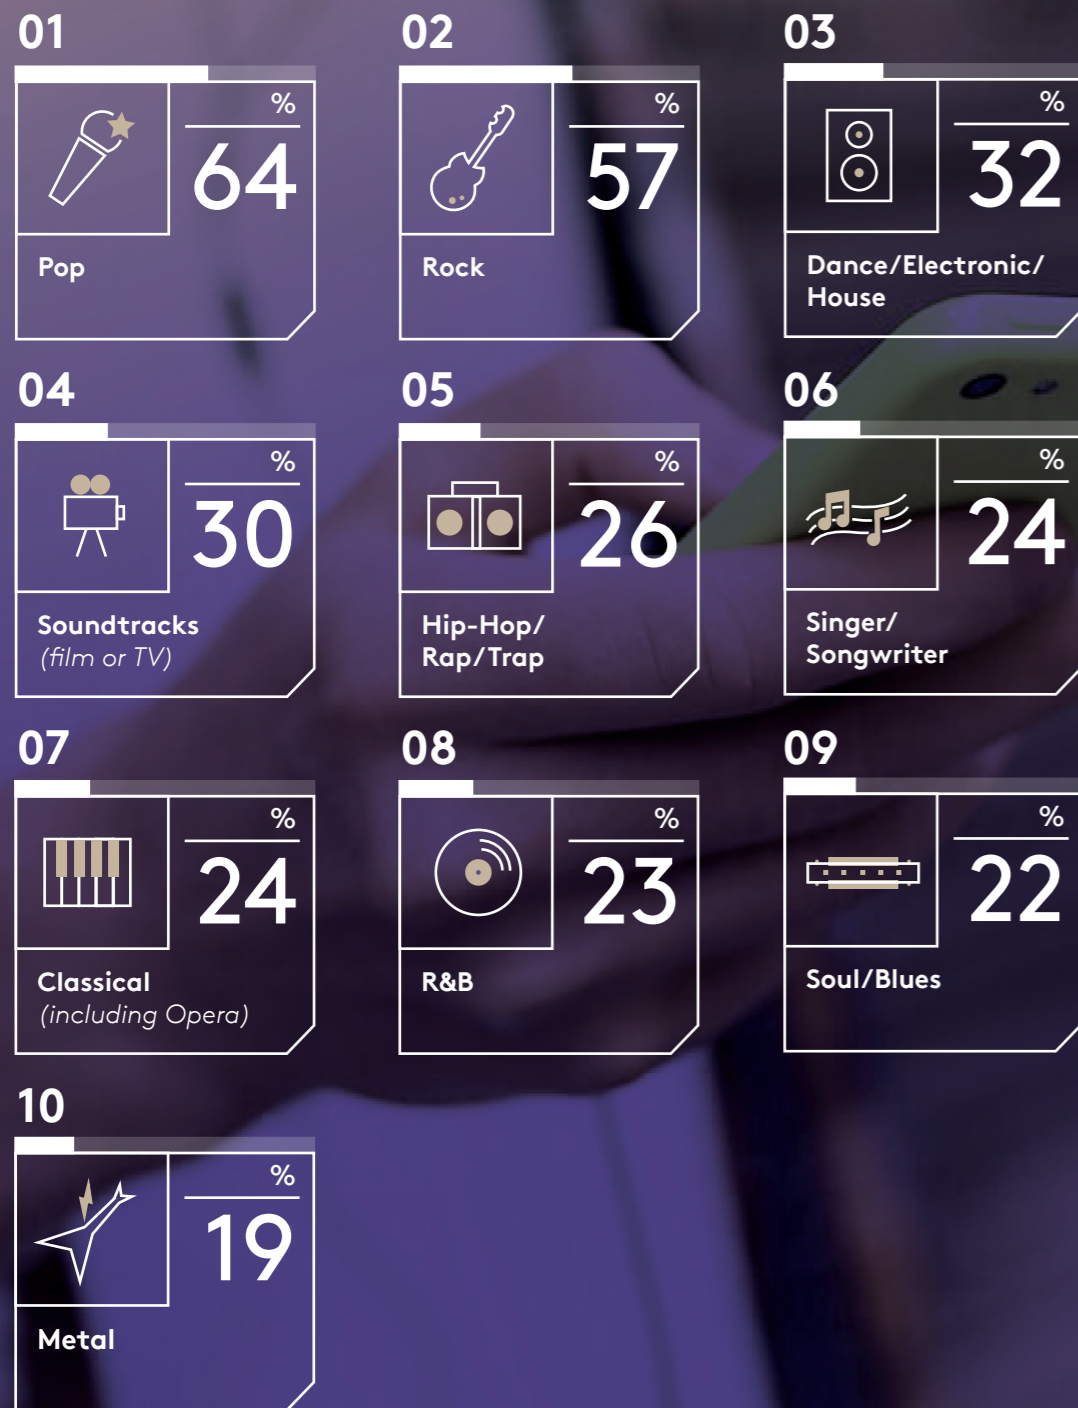 01
%
64
Pop
02
%
57
Rock
03
%
32
Dance/Electronic/
House
04
%
30
Soundtracks
(film or TV)
05
%
26
Hip-Hop/
Rap/Trap
06
%
24
Singer/
Songwriter
07
%
24
Classical
(including Opera)
08
%
23
R&B
09
%
22
Soul/Blues
10
%
19
Metal